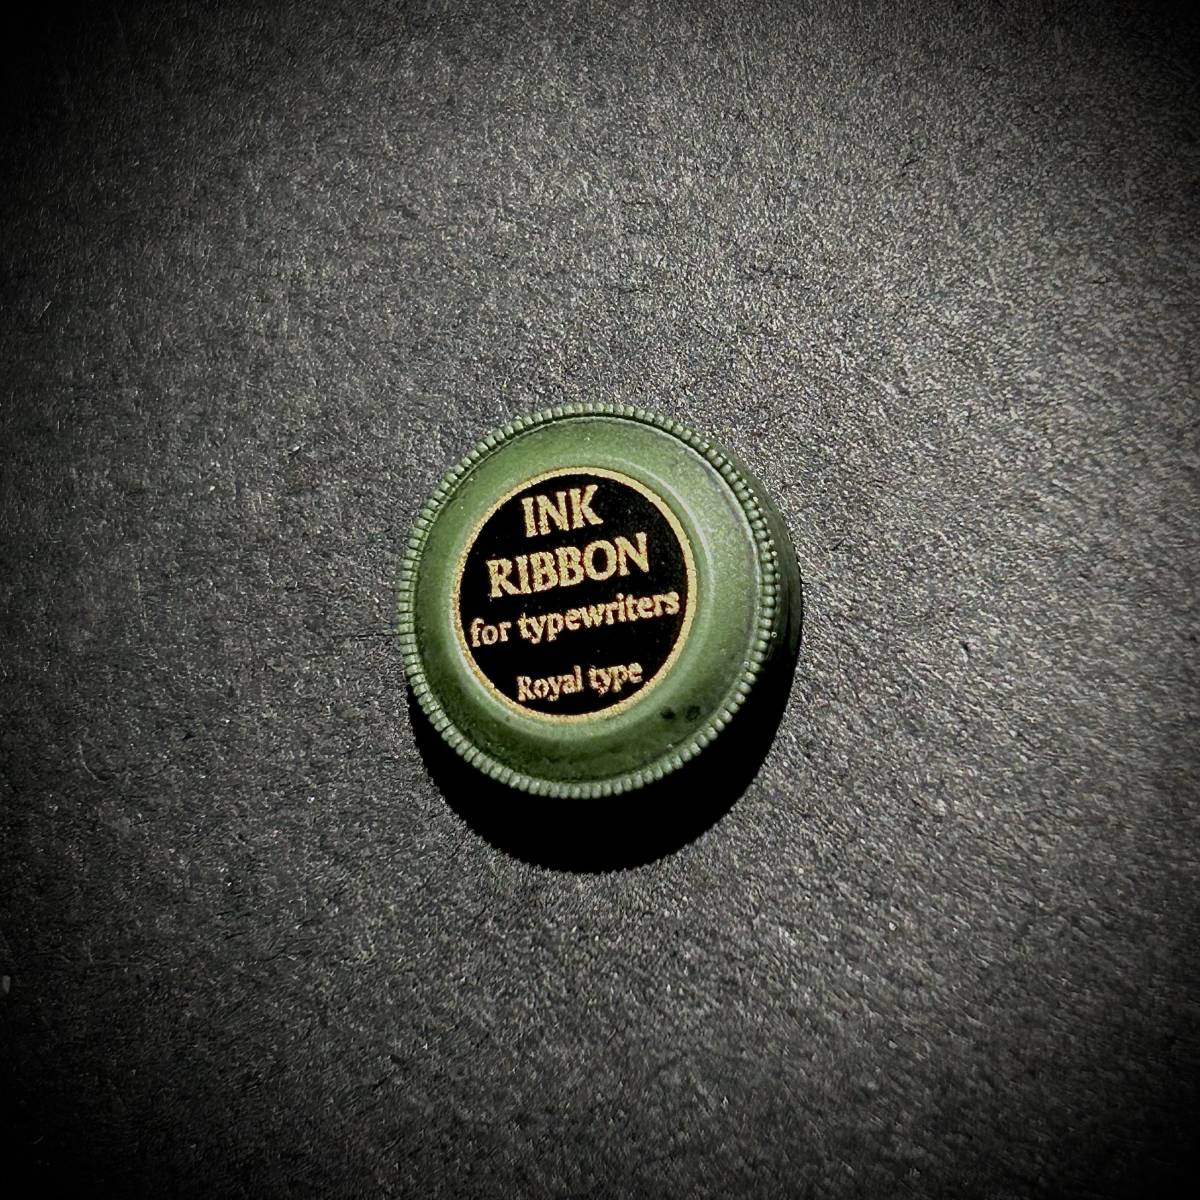 INK
RIBBON
for typewriters
Royal type